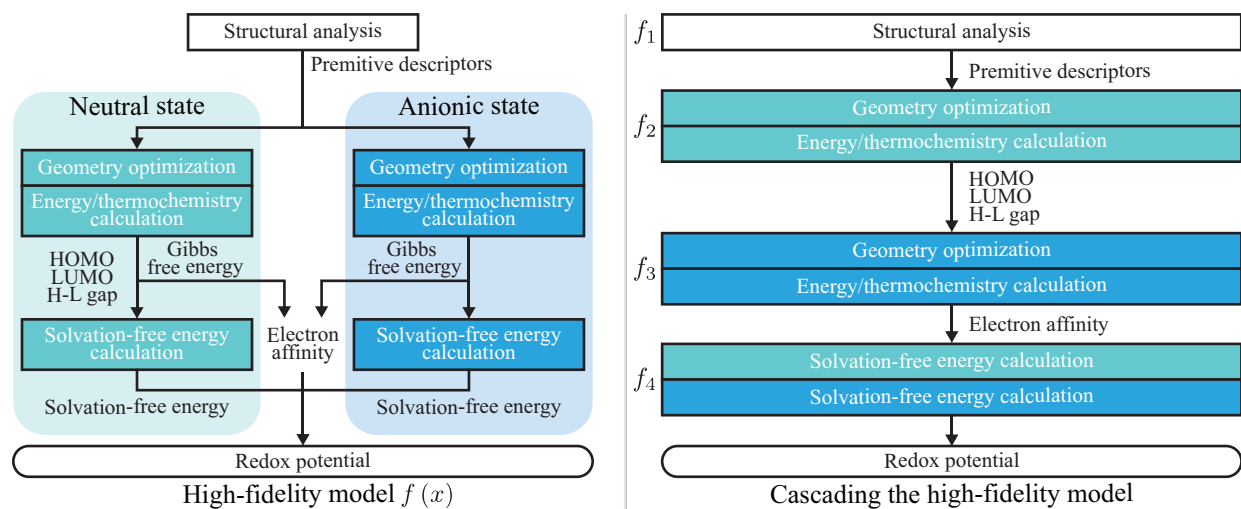 Structural analysis
Premitive descriptors
Neutral state
Anionic state
Geometry optimization
Energy/thermochemistry
calculation
Geometry optimization
Energy/thermochemistry
calculation
HOMO
LUMO
H-L gap
Gibbs
free energy
Gibbs
free energy
Solvation-free energy
calculation
Electron
affinity
Solvation-free energy
calculation
Solvation-free energy
Solvation-free energy
Redox potential
High-fidelity model f (x)
f1
Structural analysis
Premitive descriptors
f2
Geometry optimization
Energy/thermochemistry calculation
HOMO
LUMO
H-L gap
f3
Geometry optimization
Energy/thermochemistry calculation
Electron affinity
f4
Solvation-free energy calculation
Solvation-free energy calculation
Redox potential
Cascading the high-fidelity model